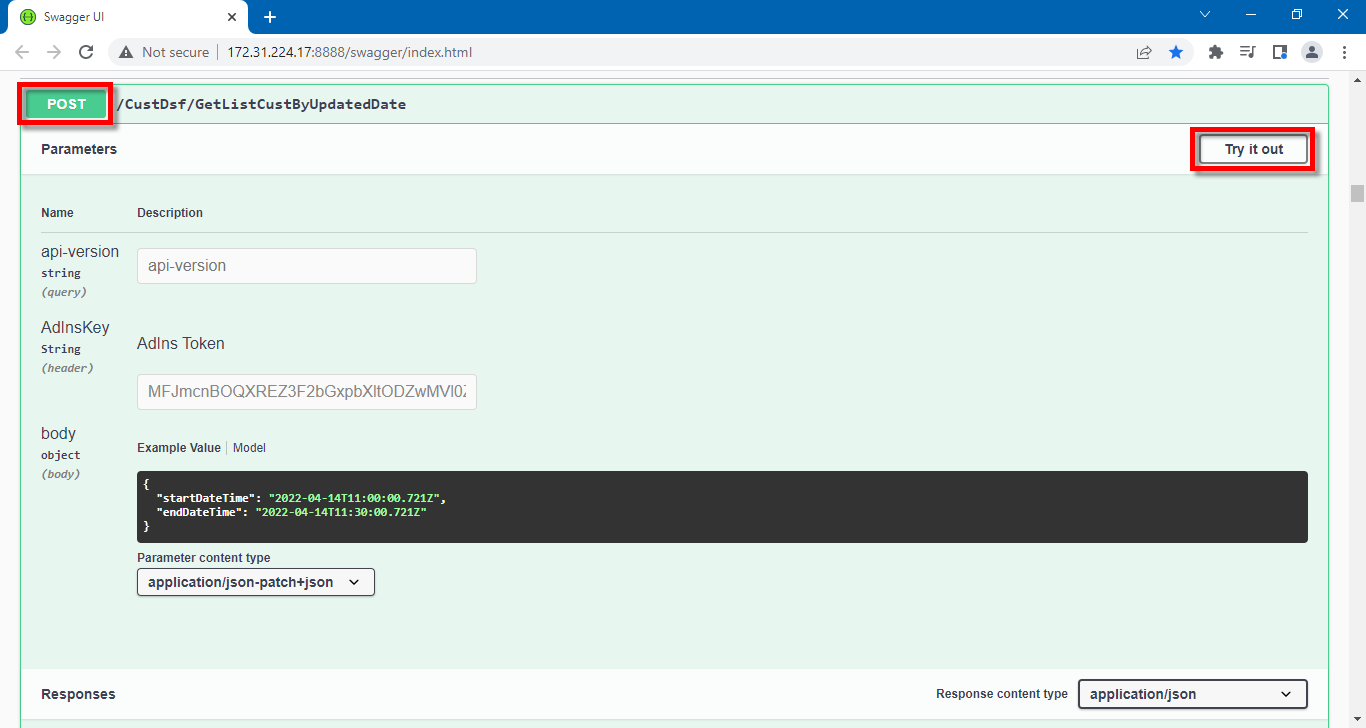 Swagger UI
Not secure
172.31.224.17:8888/swagger/index.html
POST /CustDsf/GetListCustByUpdatedDate
Parameters
Try it out
Name Description
api-version
string
(query)
api-version
AdInsKey
String
(header)
AdIns Token
body
object
(body)
Example Value Model
{
"startDateTime": "2022-04-14T11:00:00.721Z",
"endDateTime": "2022-04-14T11:30:00.721Z"
}
Parameter content type
application/json-patch+json
Responses
Response content type application/json